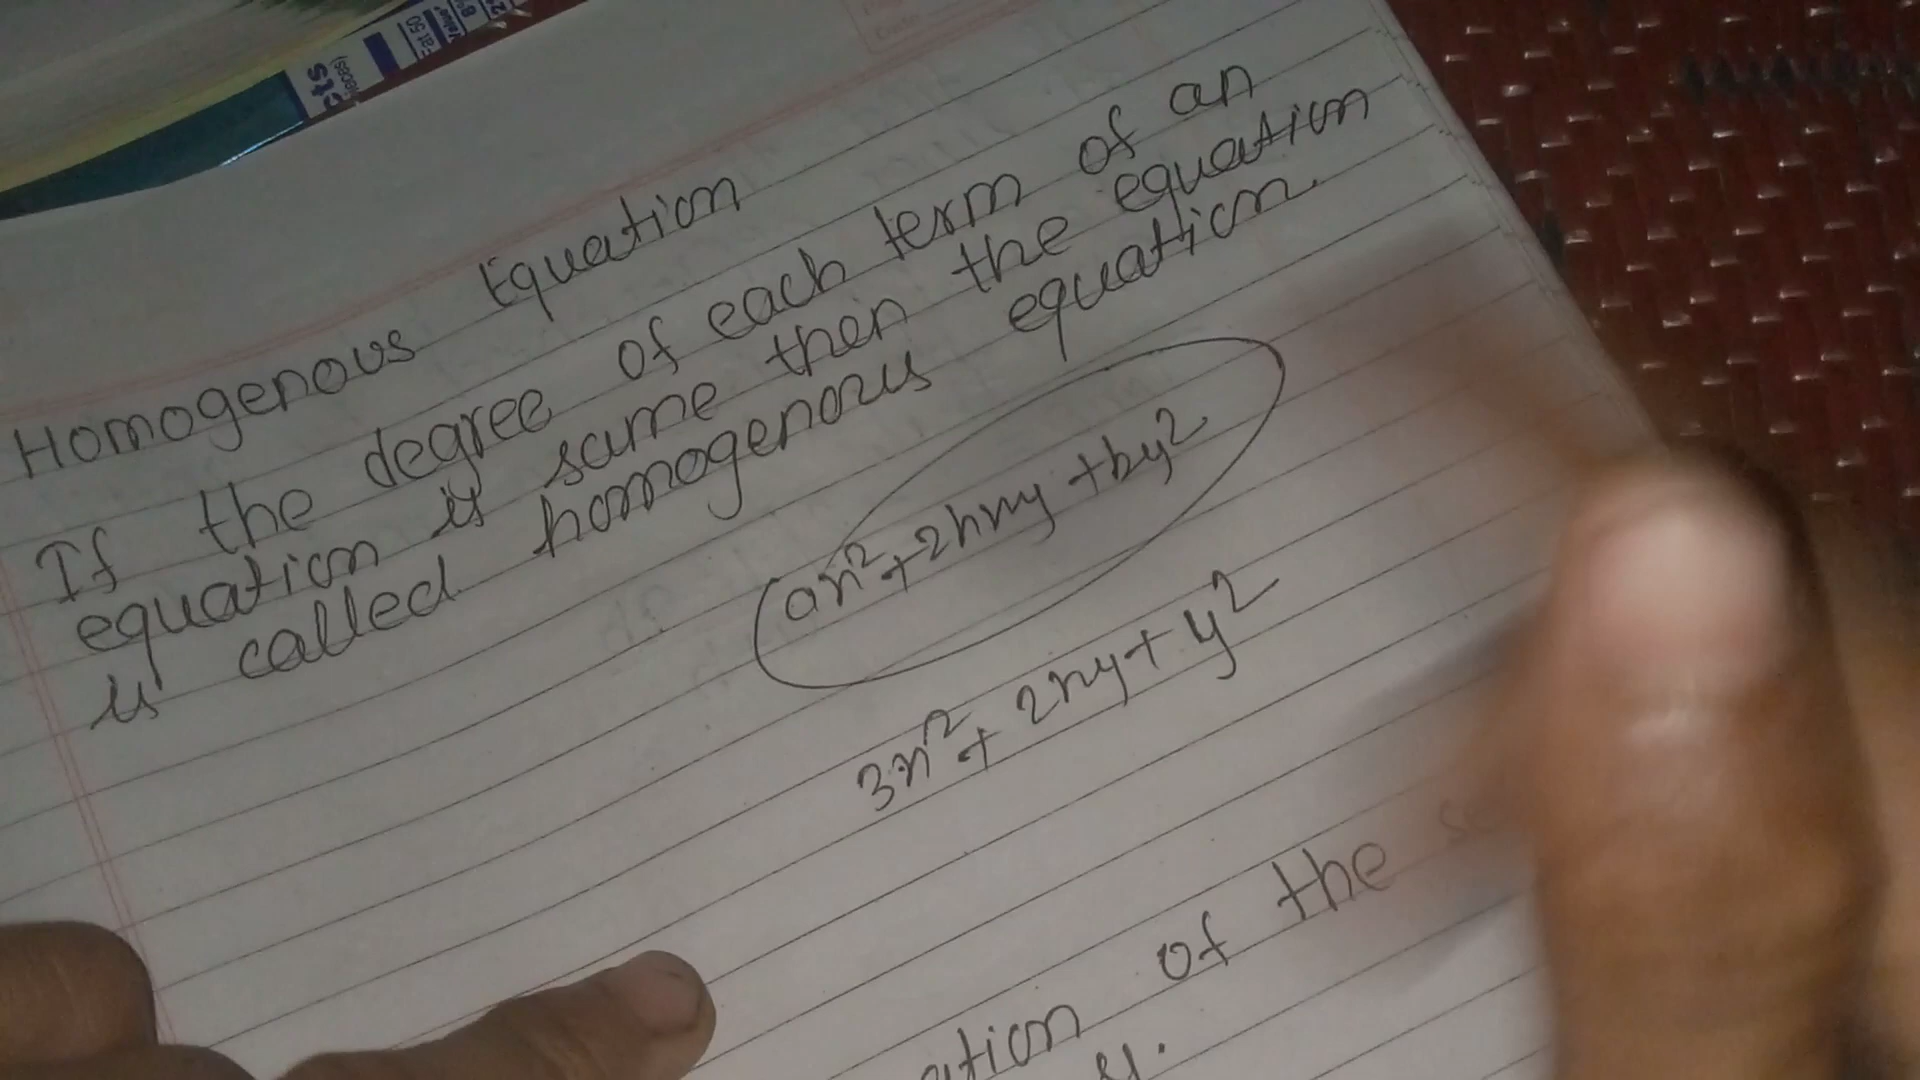 Homogenous Equation
If the degree of each term of an
equation is same then the equation
is called homogenous equation.
ax²+2hxy+by²
3x²+2xy+y²
of the